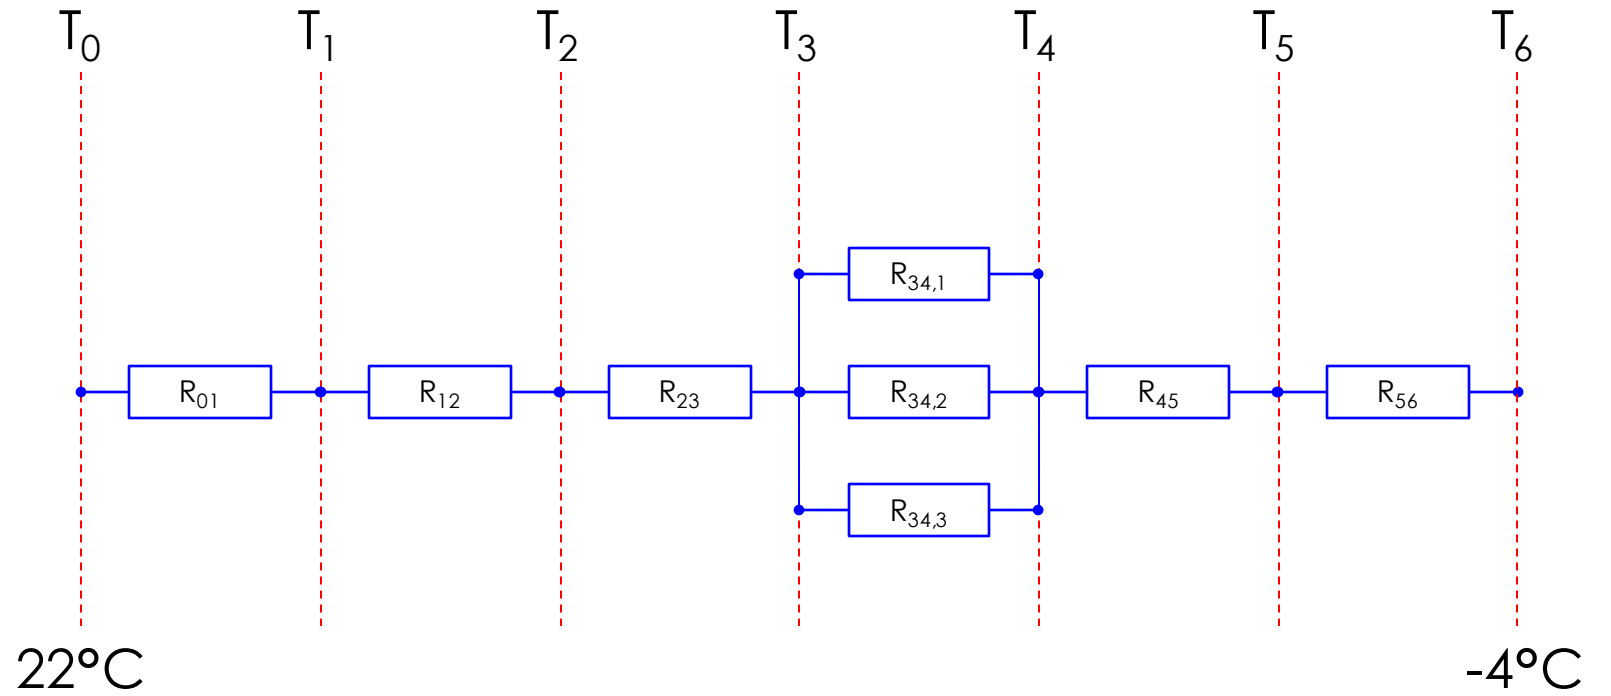 T0 T1 T2 T3 T4 T5 T6
R34,1
R01 R12 R23 R34,2 R45 R56
R34,3
22°C -4°C